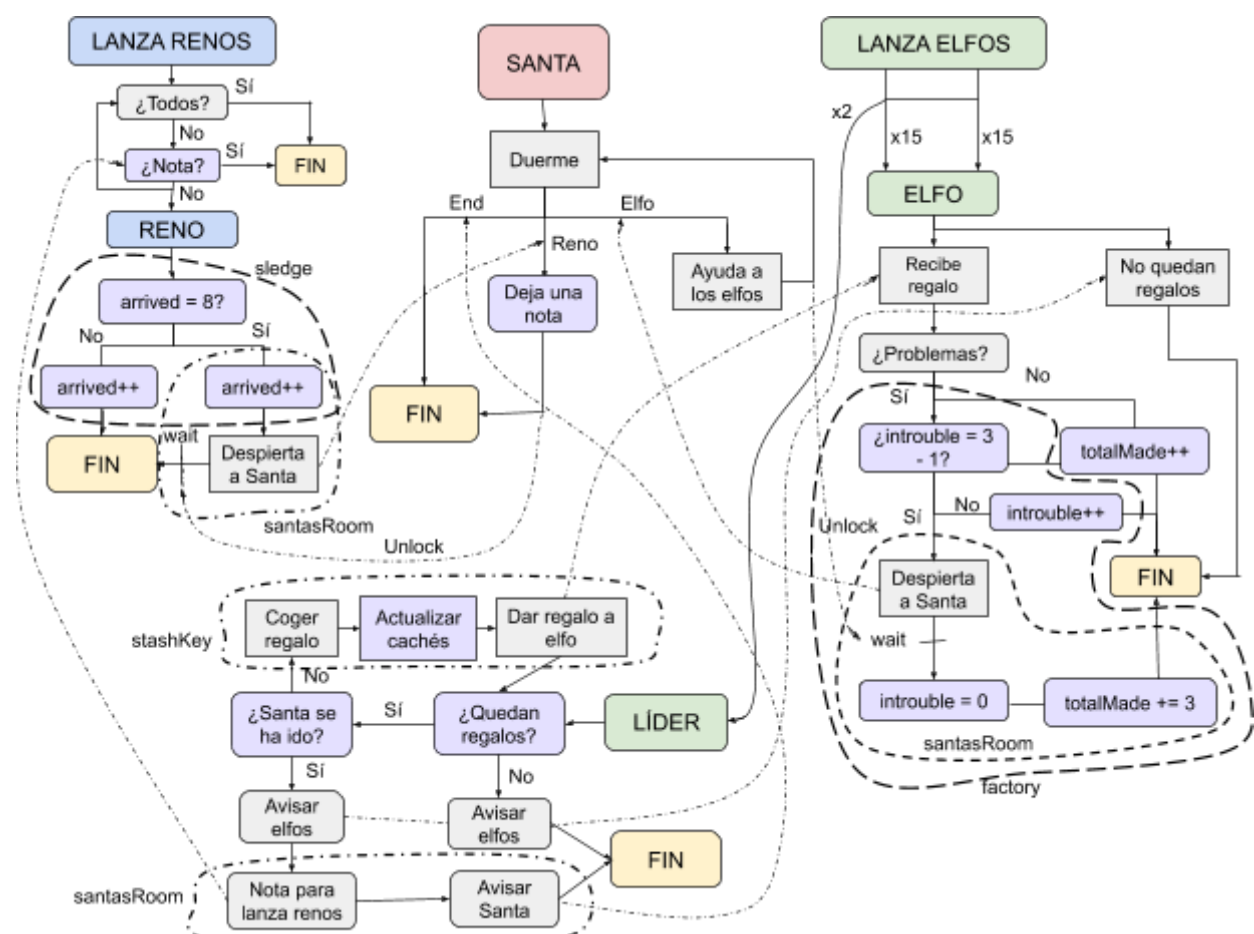 LANZA RENOS
¿Todos?
Sí
No
¿Nota?
Sí
FIN
No
RENO
sledge
arrived = 8?
No
Sí
arrived++
arrived++
wait
FIN
Despierta
a Santa
santasRoom
SANTA
Duerme
End
Elfo
Reno
Deja una
nota
Ayuda a
los elfos
FIN
Unlock
LANZA ELFOS
x2
x15
x15
ELFO
Recibe
regalo
No quedan
regalos
¿Problemas?
No
Sí
¿introuble = 3
- 1?
totalMade++
Unlock
Sí
No
introuble++
Despierta
a Santa
FIN
wait
introuble = 0
totalMade += 3
santasRoom
factory
stashKey
Coger
regalo
Actualizar
cachés
Dar regalo a
elfo
No
¿Santa se
ha ido?
Sí
¿Quedan
regalos?
LÍDER
Sí
No
Avisar
elfos
Avisar
elfos
FIN
santasRoom
Nota para
lanza renos
Avisar
Santa